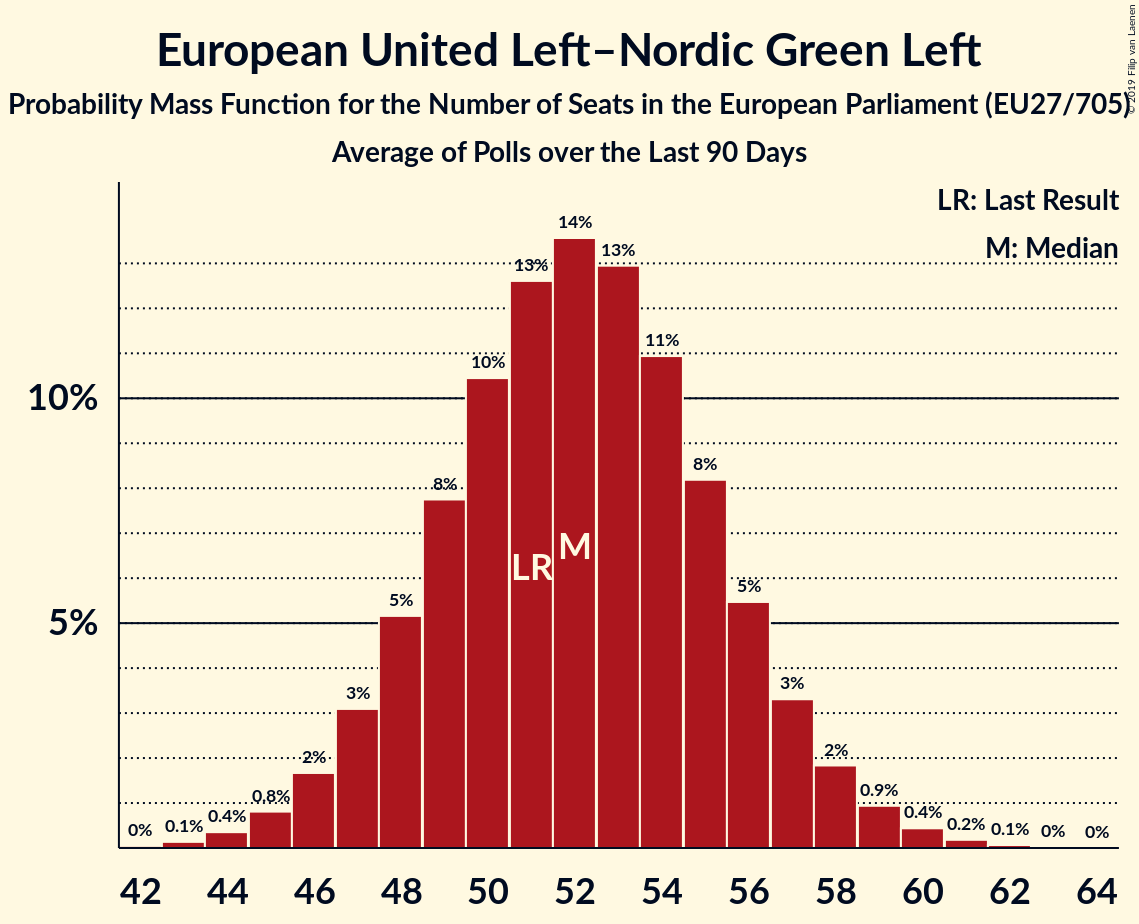 European United Left–Nordic Green Left
Probability Mass Function for the Number of Seats in the European Parliament (EU27/705)
Average of Polls over the Last 90 Days
© 2019 Filip van Laenen
LR: Last Result
M: Median
10%
5%
0%
0.1%
0.4%
0.8%
2%
3%
5%
8%
10%
13%
14%
13%
11%
8%
5%
3%
2%
0.9%
0.4%
0.2%
0.1%
0%
0%
LR
M
42 44 46 48 50 52 54 56 58 60 62 64